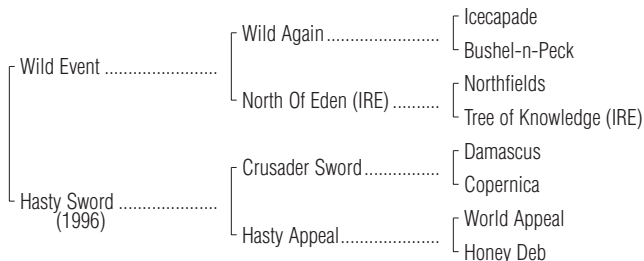 Icecapade
Wild Again .......................
Bushel-n-Peck
Wild Event .......................
Northfields
North Of Eden (IRE) ..........
Tree of Knowledge (IRE)
Damascus
Crusader Sword ...............
Copernica
Hasty Sword ....................
(1996)
World Appeal
Hasty Appeal ....................
Honey Deb